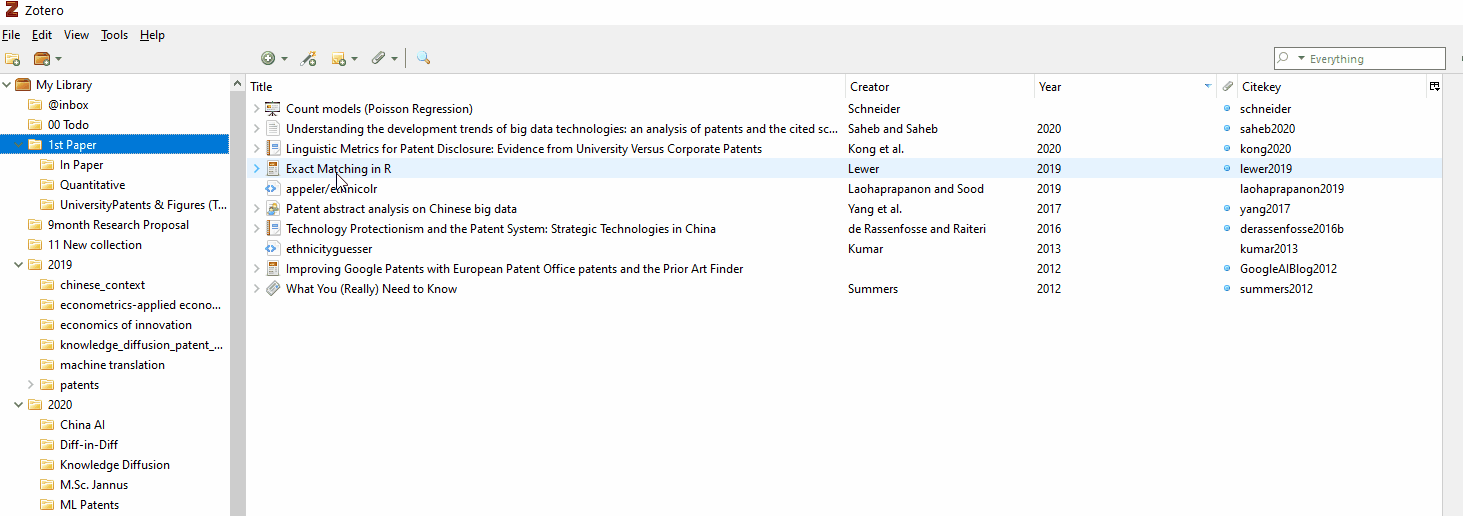 Zotero
File Edit View Tools Help
Everything
My Library
@inbox
00 Todo
1st Paper
In Paper
Quantitative
UniversityPatents & Figures (T...
9month Research Proposal
11 New collection
2019
chinese_context
econometrics-applied econo...
economics of innovation
knowledge_diffusion_patent_...
machine translation
patents
2020
China AI
Diff-in-Diff
Knowledge Diffusion
M.Sc. Jannus
ML Patents
Title Creator Year Citekey
Count models (Poisson Regression) Schneider schneider
Understanding the development trends of big data technologies: an analysis of patents and the cited sc... Saheb and Saheb 2020 saheb2020
Linguistic Metrics for Patent Disclosure: Evidence from University Versus Corporate Patents Kong et al. 2020 kong2020
Exact Matching in R Lewer 2019 lewer2019
appeler/ethnicolr Laohaprapanon and Sood 2019 laohaprapanon2019
Patent abstract analysis on Chinese big data Yang et al. 2017 yang2017
Technology Protectionism and the Patent System: Strategic Technologies in China de Rassenfosse and Raiteri 2016 derassenfosse2016b
ethnicityguesser Kumar 2013 kumar2013
Improving Google Patents with European Patent Office patents and the Prior Art Finder 2012 GoogleAIBlog2012
What You (Really) Need to Know Summers 2012 summers2012